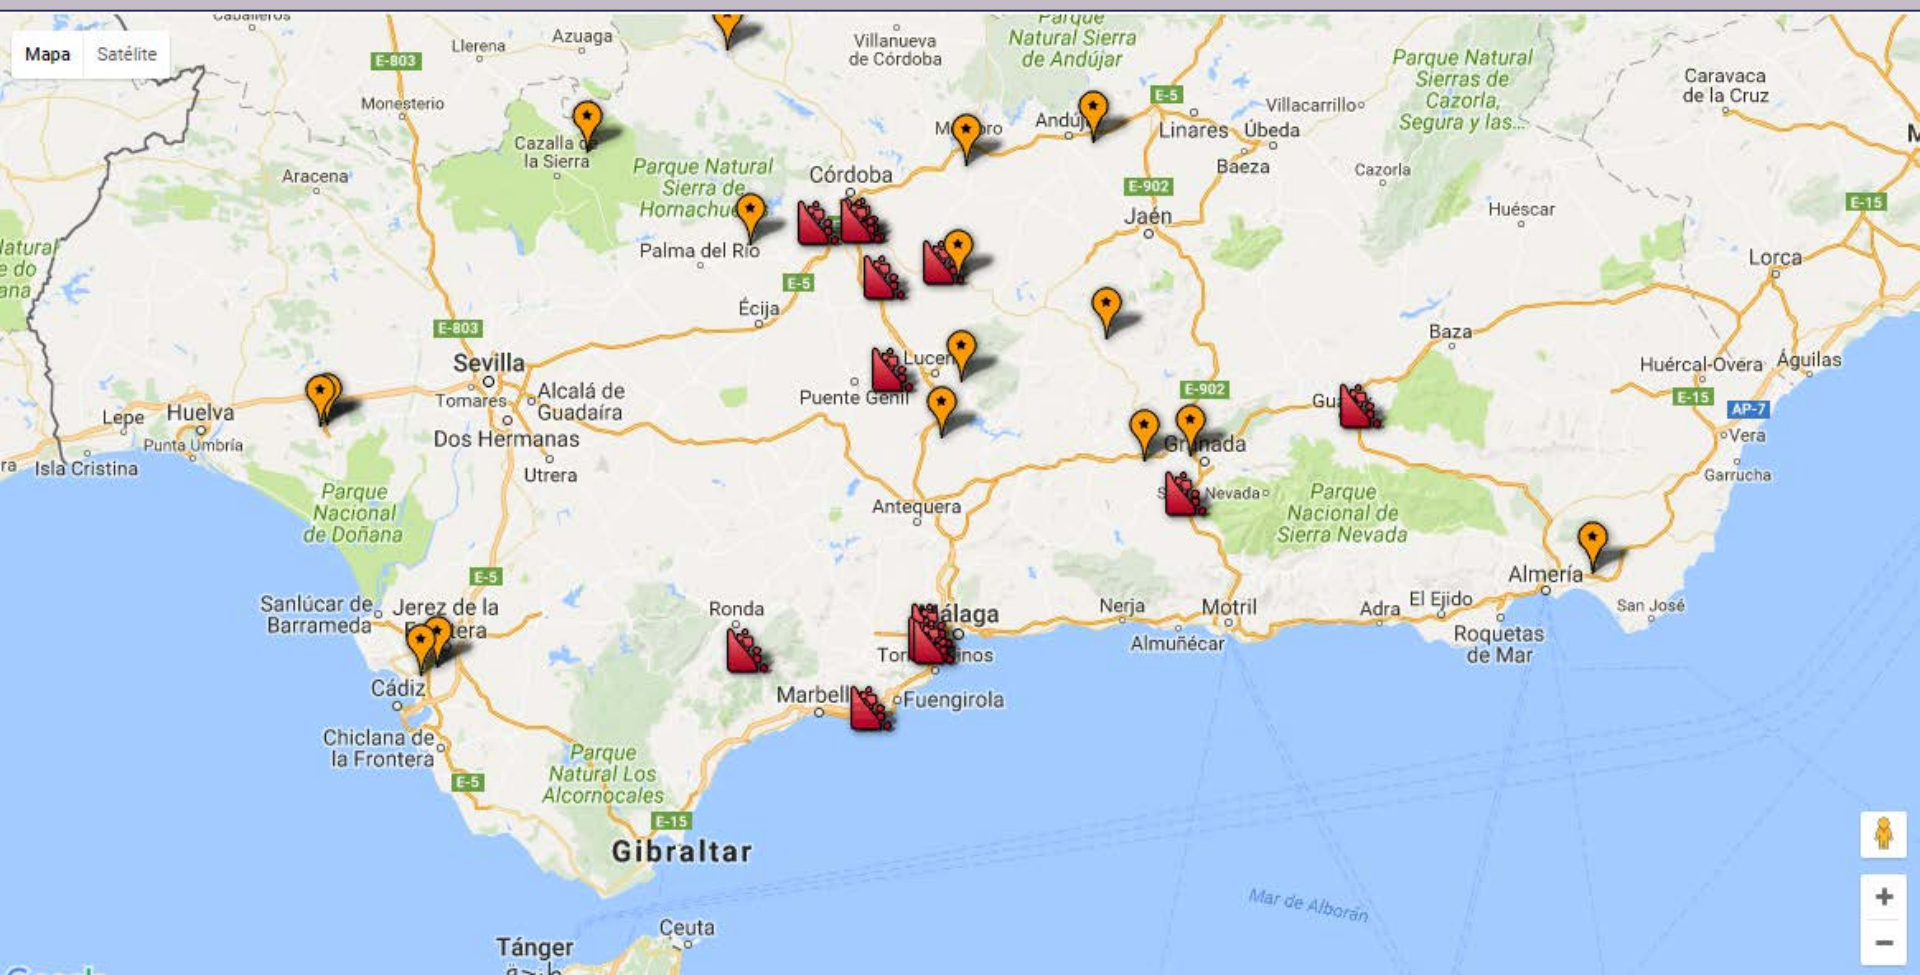 Mapa
Satélite
Llerena
Azuaga
Villanueva
de Córdoba
Parque
Natural Sierra
de Andújar
Parque Natural
Sierras de
Cazorla,
Segura y las...
Caravaca
de la Cruz
E-803
Monesterio
E-5
Villacarrillo
Linares
Úbeda
Cazalla de
la Sierra
Baeza
Cazorla
Aracena
Parque Natural
Sierra de
Córdoba
E-902
Jaén
Huéscar
E-15
Palma del Río
Lorca
E-5
Écija
E-803
Baza
Sevilla
Huércal-Overa
Águilas
Tomares
Alcalá de
Guadaíra
Puente Genil
E-902
E-15
AP-7
Lepe
Huelva
Punta Umbría
Dos Hermanas
Granada
Vera
Isla Cristina
Utrera
Garrucha
Parque
Nacional
de Doñana
Antequera
Nevada
Parque
Nacional de
Sierra Nevada
E-5
Almería
Sanlúcar de
Barrameda
Jerez de la
Ronda
Nerja
Motril
Adra
El Ejido
San José
Almuñécar
Roquetas
de Mar
Cádiz
Fuengirola
Chiclana de
la Frontera
Parque
Natural Los
Alcornocales
E-5
E-15
Gibraltar
Mar de Alborán
Ceuta
Tánger